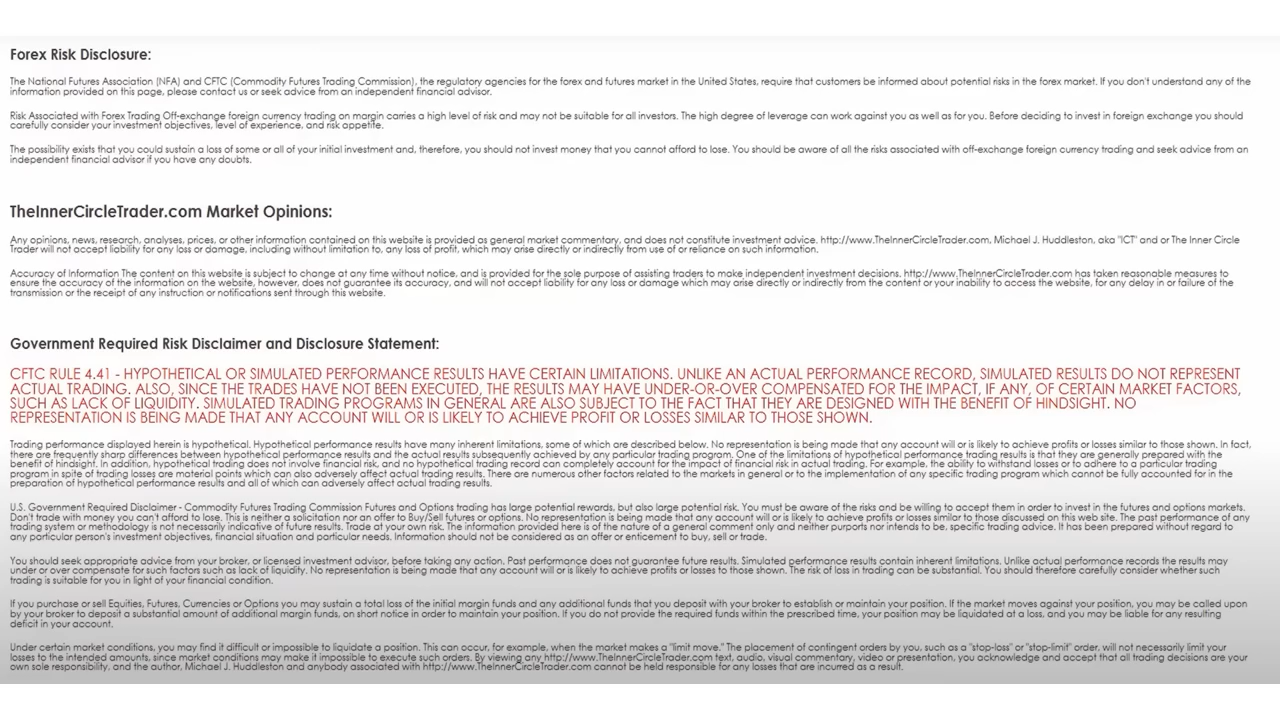 Forex Risk Disclosure:
The National Futures Association (NFA) and CFTC (Commodity Futures Trading Commission), the regulatory agencies for the forex and futures market in the United States, require that customers be informed about potential risks in the forex market. If you don't understand any of the
information provided on this page, please contact us or seek advice from an independent financial advisor.
Risk Associated with Forex Trading Off-exchange foreign currency trading on margin carries a high level of risk and may not be suitable for all investors. The high degree of leverage can work against you as well as for you. Before deciding to invest in foreign exchange you should
carefully consider your investment objectives, level of experience, and risk appetite.
The possibility exists that you could sustain a loss of some or all of your initial investment and, therefore, you should not invest money that you cannot afford to lose. You should be aware of all the risks associated with off-exchange foreign currency trading and seek advice from an
independent financial advisor if you have any doubts.
TheInnerCircleTrader.com Market Opinions:
Any opinions, news, research, analyses, prices, or other information contained on this website is provided as general market commentary, and does not constitute investment advice. http://www.TheInnerCircleTrader.com, Michael J. Huddleston, aka "ICT" and or The Inner Circle
Trader will not accept liability for any loss or damage, including without limitation to, any loss of profit, which may arise directly or indirectly from use of or reliance on such information.
Accuracy of Information The content on this website is subject to change at any time without notice, and is provided for the sole purpose of assisting traders to make independent investment decisions. http://www.TheInnerCircleTrader.com has taken reasonable measures to
ensure the accuracy of the information on the website, however, does not guarantee its accuracy, and will not accept liability for any loss or damage which may arise directly or indirectly from the content or your inability to access the website, for any delay in or failure of the
transmission or the receipt of any instruction or notifications sent through this website.
Government Required Risk Disclaimer and Disclosure Statement:
CFTC RULE 4.41 - HYPOTHETICAL OR SIMULATED PERFORMANCE RESULTS HAVE CERTAIN LIMITATIONS. UNLIKE AN ACTUAL PERFORMANCE RECORD, SIMULATED RESULTS DO NOT REPRESENT
ACTUAL TRADING. ALSO, SINCE THE TRADES HAVE NOT BEEN EXECUTED, THE RESULTS MAY HAVE UNDER-OR-OVER COMPENSATED FOR THE IMPACT, IF ANY, OF CERTAIN MARKET FACTORS,
SUCH AS LACK OF LIQUIDITY. SIMULATED TRADING PROGRAMS IN GENERAL ARE ALSO SUBJECT TO THE FACT THAT THEY ARE DESIGNED WITH THE BENEFIT OF HINDSIGHT. NO
REPRESENTATION IS BEING MADE THAT ANY ACCOUNT WILL OR IS LIKELY TO ACHIEVE PROFIT OR LOSSES SIMILAR TO THOSE SHOWN.
Trading performance displayed herein is hypothetical. Hypothetical performance results have many inherent limitations, some of which are described below. No representation is being made that any account will or is likely to achieve profits or losses similar to those shown. In fact,
there are frequently sharp differences between hypothetical performance results and the actual results subsequently achieved by any particular trading program. One of the limitations of hypothetical performance trading results is that they are generally prepared with the
benefit of hindsight. In addition, hypothetical trading does not involve financial risk, and no hypothetical trading record can completely account for the impact of financial risk in actual trading. For example, the ability to withstand losses or to adhere to a particular trading
program in spite of trading losses are material points which can also adversely affect actual trading results. There are numerous other factors related to the markets in general or to the implementation of any specific trading program which cannot be fully accounted for in the
preparation of hypothetical performance results and all of which can adversely affect actual trading results.
U.S. Government Required Disclaimer - Commodity Futures Trading Commission Futures and Options trading has large potential rewards, but also large potential risk. You must be aware of the risks and be willing to accept them in order to invest in the futures and options markets.
Don't trade with money you can't afford to lose. This is neither a solicitation nor an offer to Buy/Sell futures or options. No representation is being made that any account will or is likely to achieve profits or losses similar to those discussed on this web site. The past performance of any
trading system or methodology is not necessarily indicative of future results. Trade at your own risk. The information provided here is of the nature of a general comment only and neither purports nor intends to be, specific trading advice. It has been prepared without regard to
any particular person's investment objectives, financial situation and particular needs. Information should not be considered as an offer or enticement to buy, sell or trade.
You should seek appropriate advice from your broker, or licensed investment advisor, before taking any action. Past performance does not guarantee future results. Simulated performance results contain inherent limitations. Unlike actual performance records the results may
under or over compensate for such factors such as lack of liquidity. No representation is being made that any account will or is likely to achieve profits or losses to those shown. The risk of loss in trading can be substantial. You should therefore carefully consider whether such
trading is suitable for you in light of your financial condition.
If you purchase or sell Equities, Futures, Currencies or Options you may sustain a total loss of the initial margin funds and any additional funds that you deposit with your broker to establish or maintain your position. If the market moves against your position, you may be called upon
by your broker to deposit a substantial amount of additional margin funds, on short notice in order to maintain your position. If you do not provide the required funds within the prescribed time, your position may be liquidated at a loss, and you may be liable for any resulting
deficit in your account.
Under certain market conditions, you may find it difficult or impossible to liquidate a position. This can occur, for example, when the market makes a "limit move." The placement of contingent orders by you, such as a "stop-loss" or "stop-limit" order, will not necessarily limit your
losses to the intended amounts, since market conditions may make it impossible to execute such orders. By viewing any http://www.TheInnerCircleTrader.com text, audio, visual commentary, video or presentation, you acknowledge and accept that all trading decisions are your
own sole responsibility, and the author, Michael J. Huddleston and anybody associated with http://www.TheInnerCircleTrader.com cannot be held responsible for any losses that are incurred as a result.